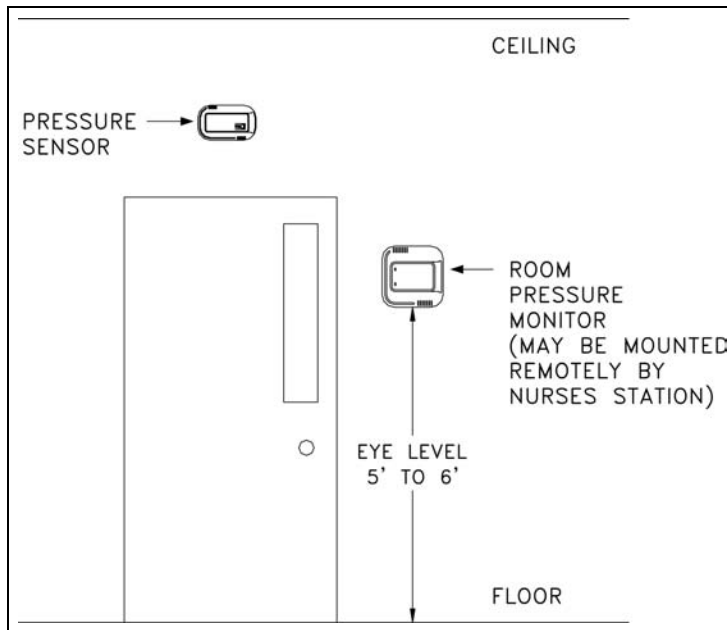 CEILING
PRESSURE
SENSOR
ROOM
PRESSURE
MONITOR
(MAY BE MOUNTED
REMOTELY BY
NURSES STATION)
EYE LEVEL
5' TO 6'
FLOOR